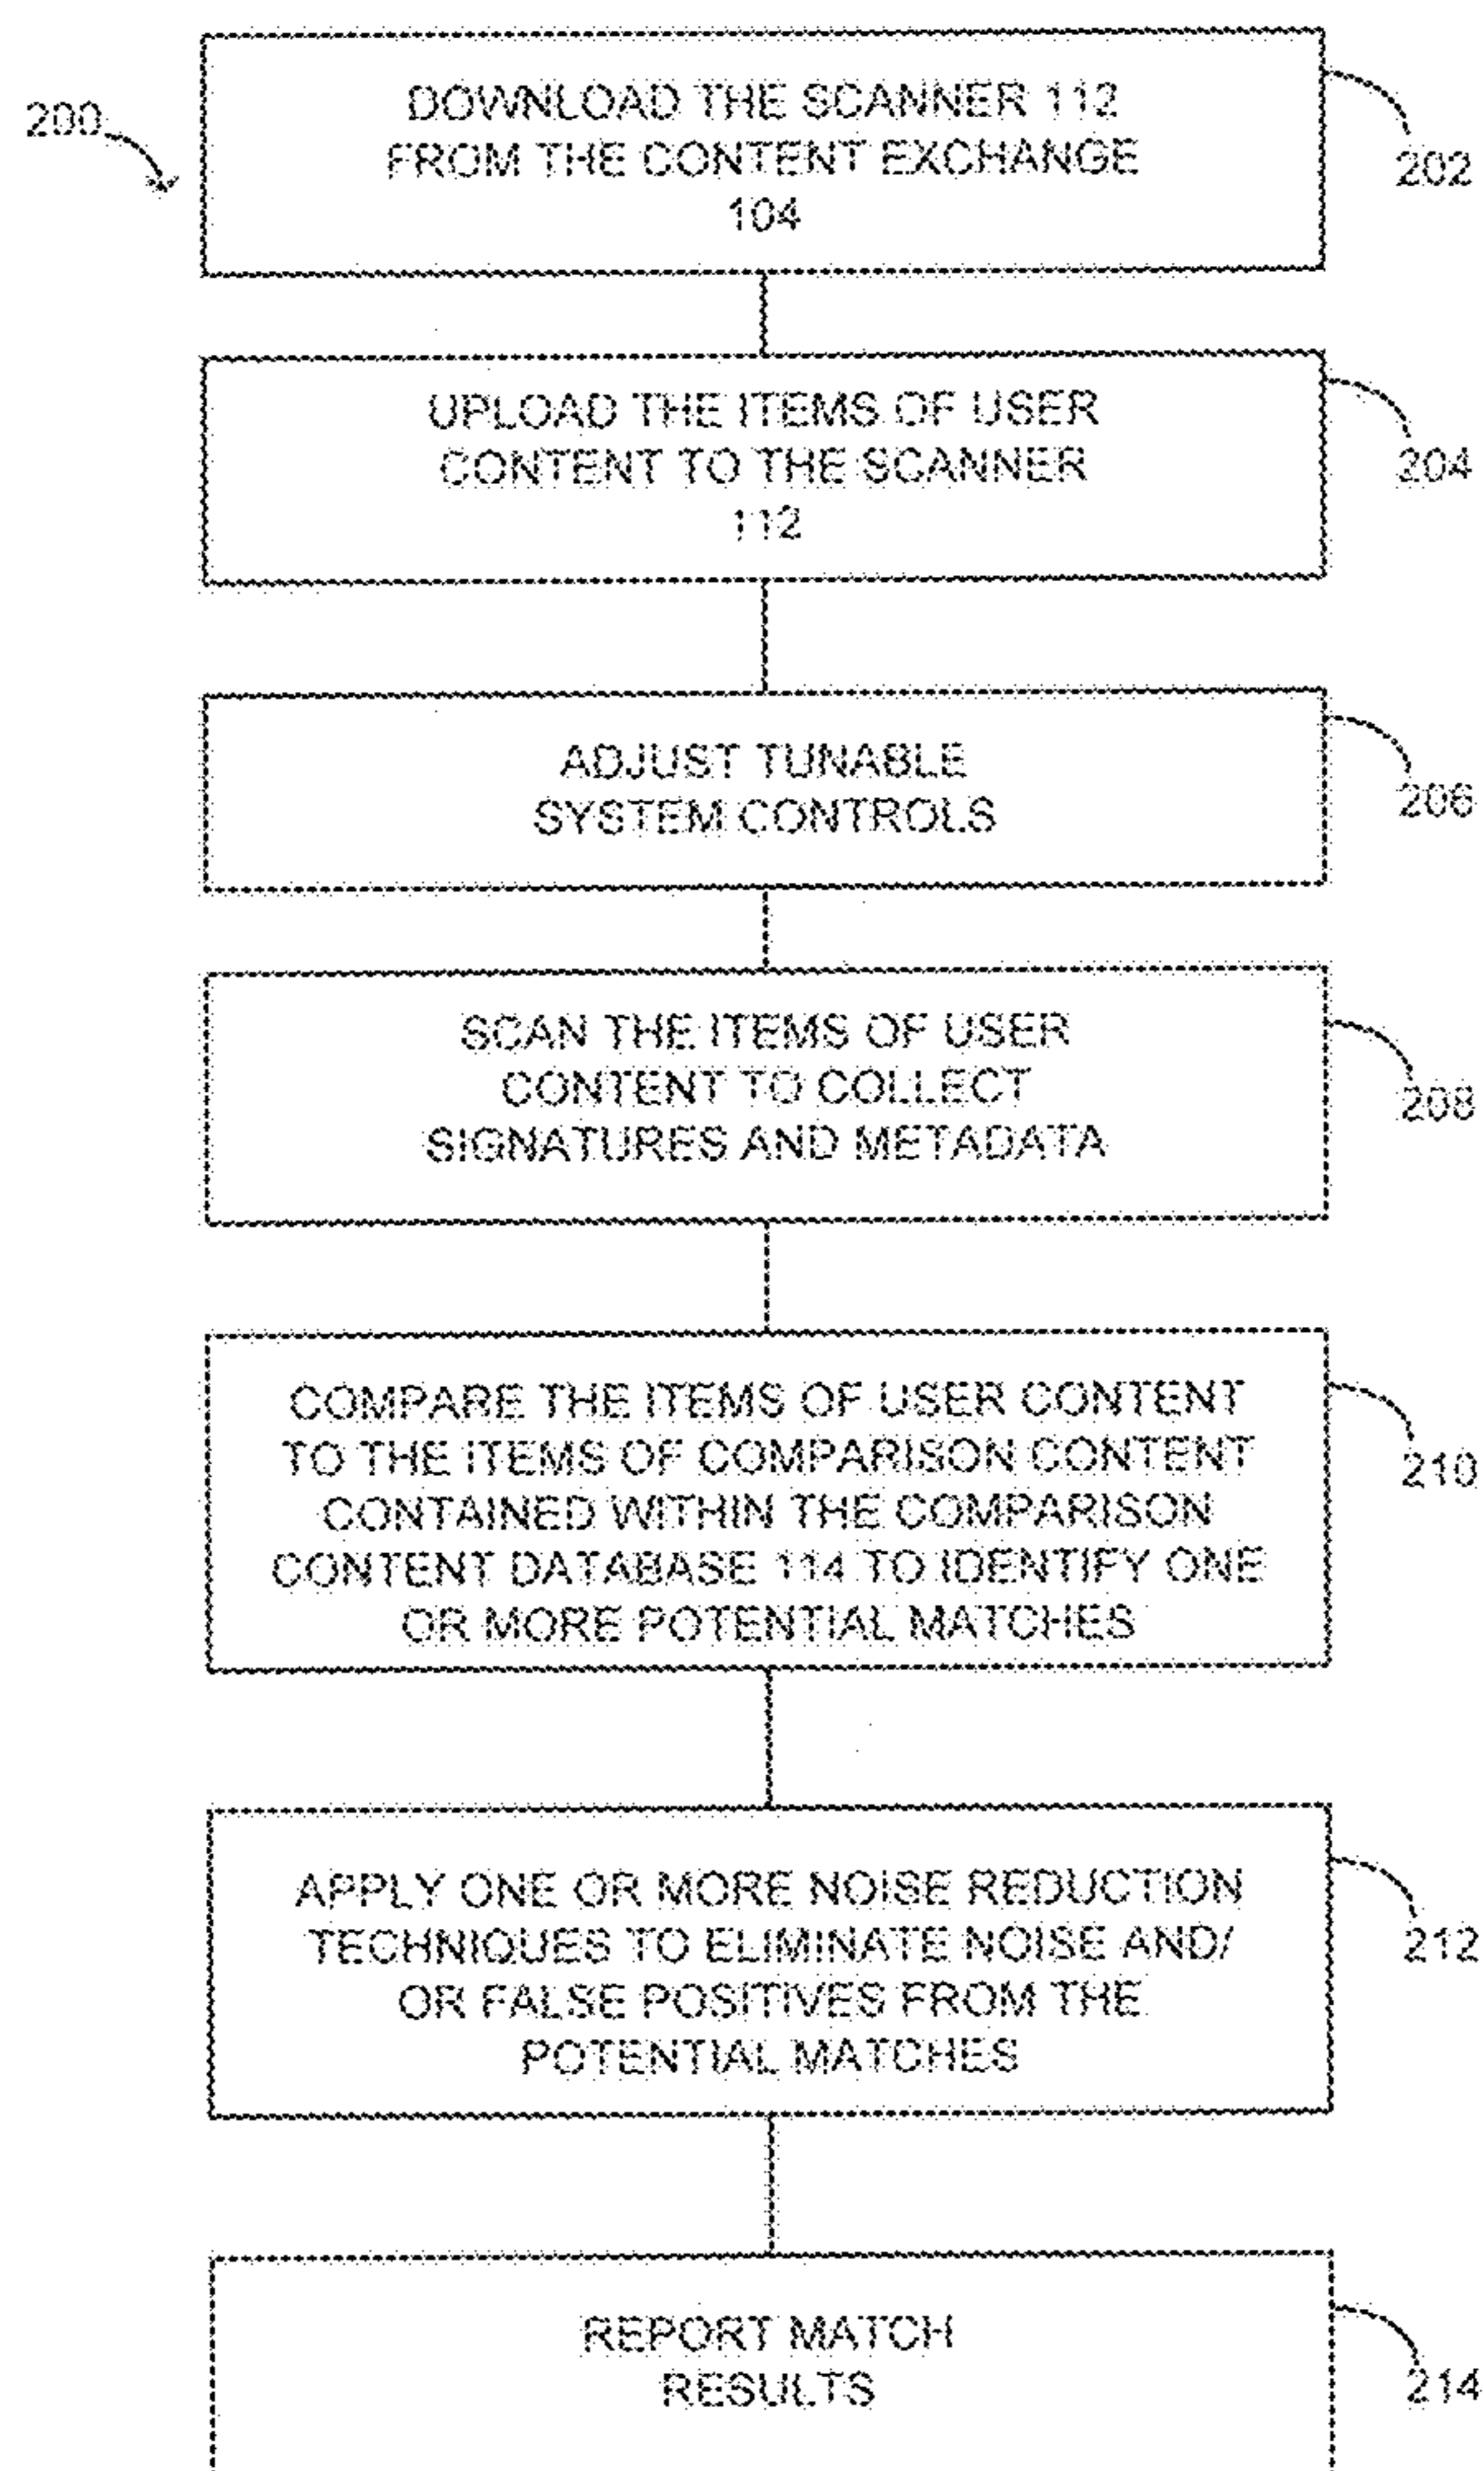 200
DOWNLOAD THE SCANNER 112
FROM THE CONTENT EXCHANGE
104
202
UPLOAD THE ITEMS OF USER
CONTENT TO THE SCANNER
112
204
ADJUST TUNABLE
SYSTEM CONTROLS
206
SCAN THE ITEMS OF USER
CONTENT TO COLLECT
SIGNATURES AND METADATA
208
COMPARE THE ITEMS OF USER CONTENT
TO THE ITEMS OF COMPARISON CONTENT
CONTAINED WITHIN THE COMPARISON
CONTENT DATABASE 114 TO IDENTIFY ONE
OR MORE POTENTIAL MATCHES
210
APPLY ONE OR MORE NOISE REDUCTION
TECHNIQUES TO ELIMINATE NOISE AND/
OR FALSE POSITIVES FROM THE
POTENTIAL MATCHES
212
REPORT MATCH
RESULTS
214